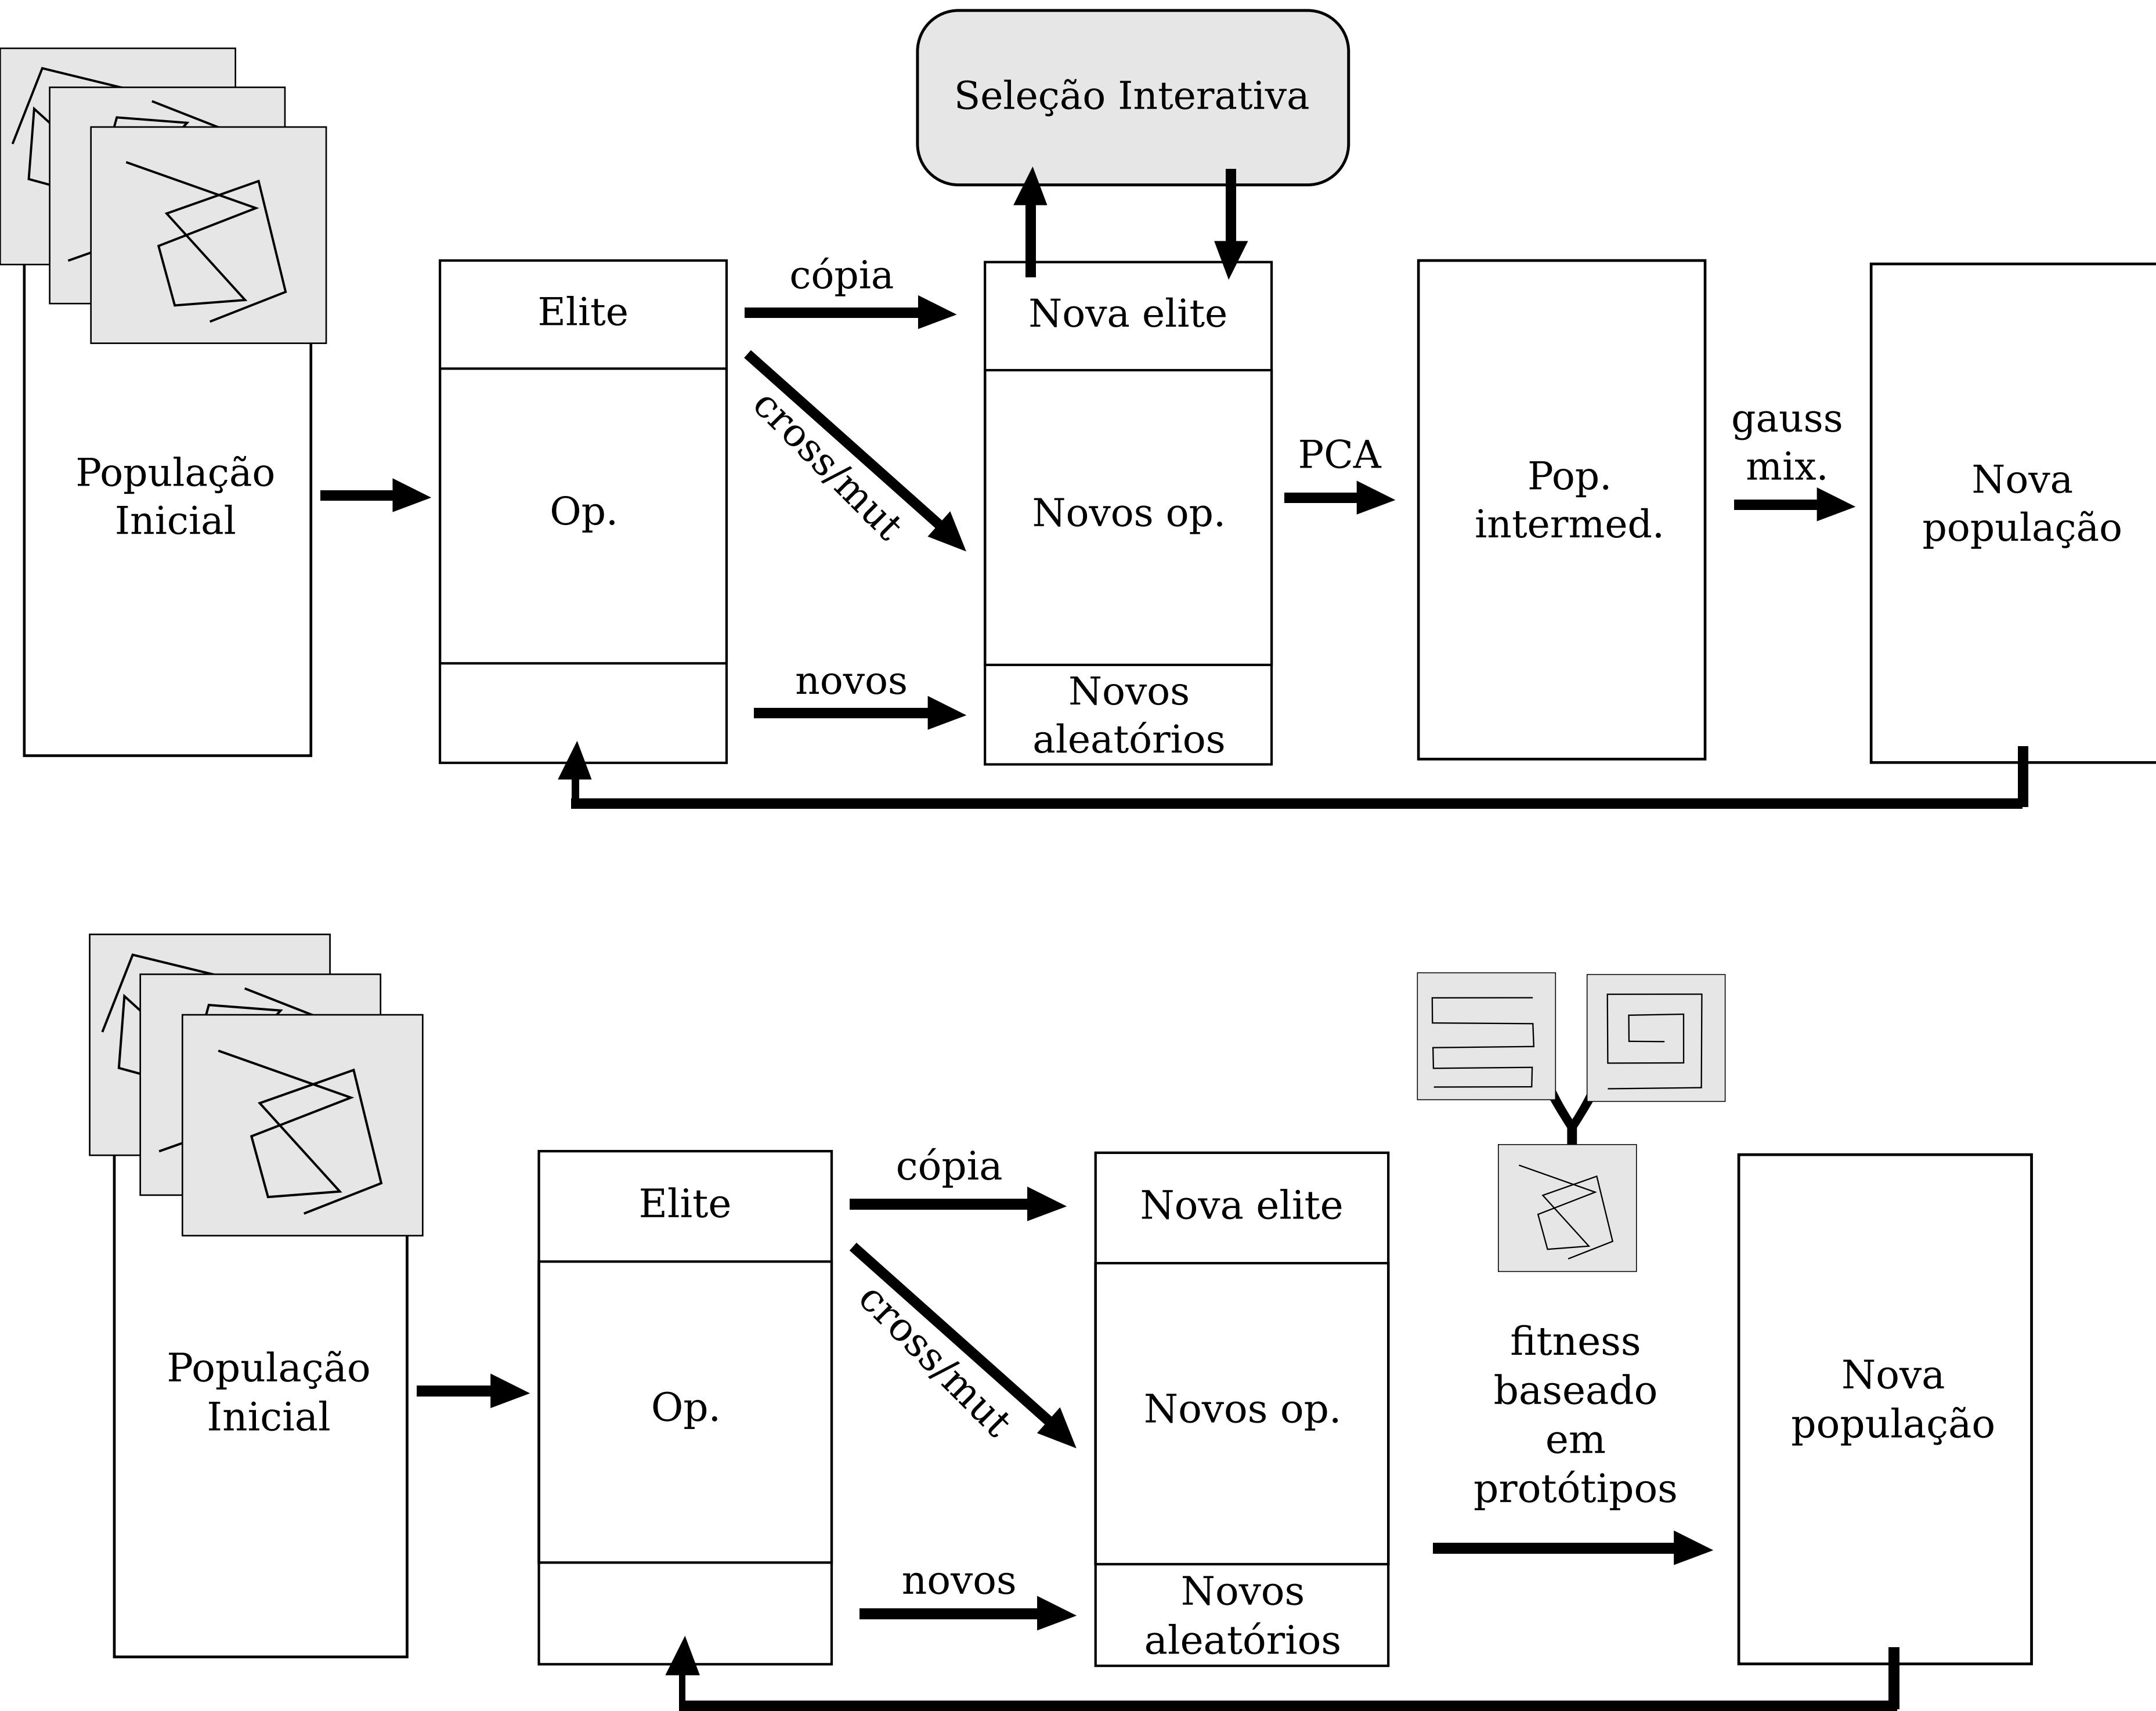 Seleção Interativa
População
Inicial
Elite
Op.
cópia
cross/mut
novos
Nova elite
Novos op.
Novos
aleatórios
PCA
Pop.
intermed.
gauss
mix.
Nova
população
População
Inicial
Elite
Op.
cópia
cross/mut
novos
Nova elite
Novos op.
Novos
aleatórios
fitness
baseado
em
protótipos
Nova
população